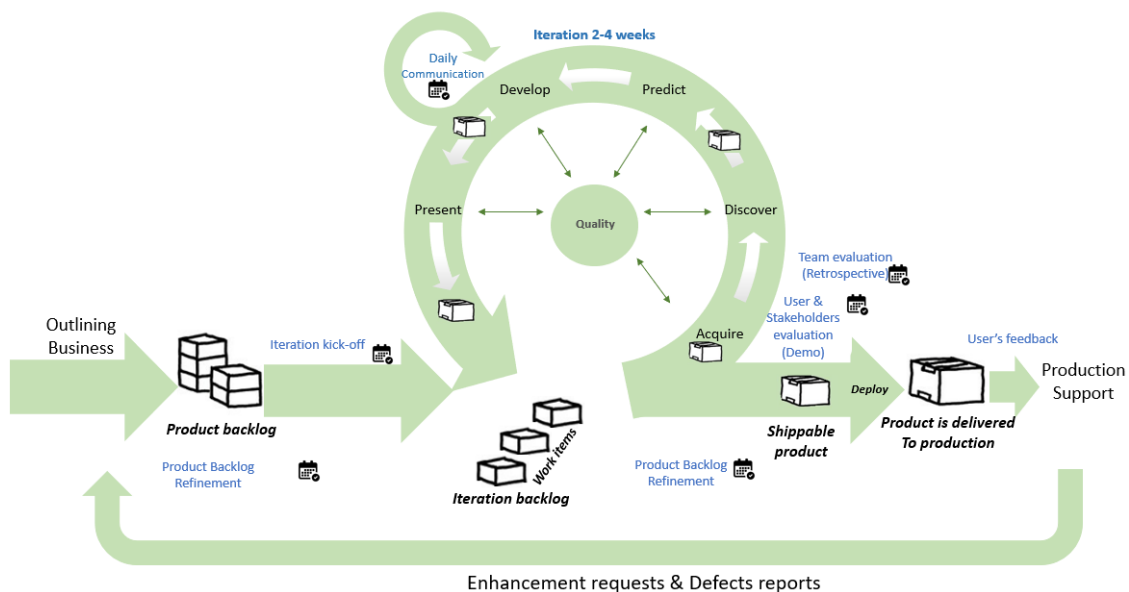 Iteration 2-4 weeks
Daily
Communication
Develop
Predict
Present
Quality
Discover
Acquire
Team evaluation
(Retrospective)
User &
Stakeholders
evaluation
(Demo)
Outlining
Business
Iteration kick-off
User's feedback
Production
Support
Deploy
Product backlog
Work items
Shippable
product
Product is delivered
To production
Product Backlog
Refinement
Iteration backlog
Product Backlog
Refinement
Enhancement requests & Defects reports